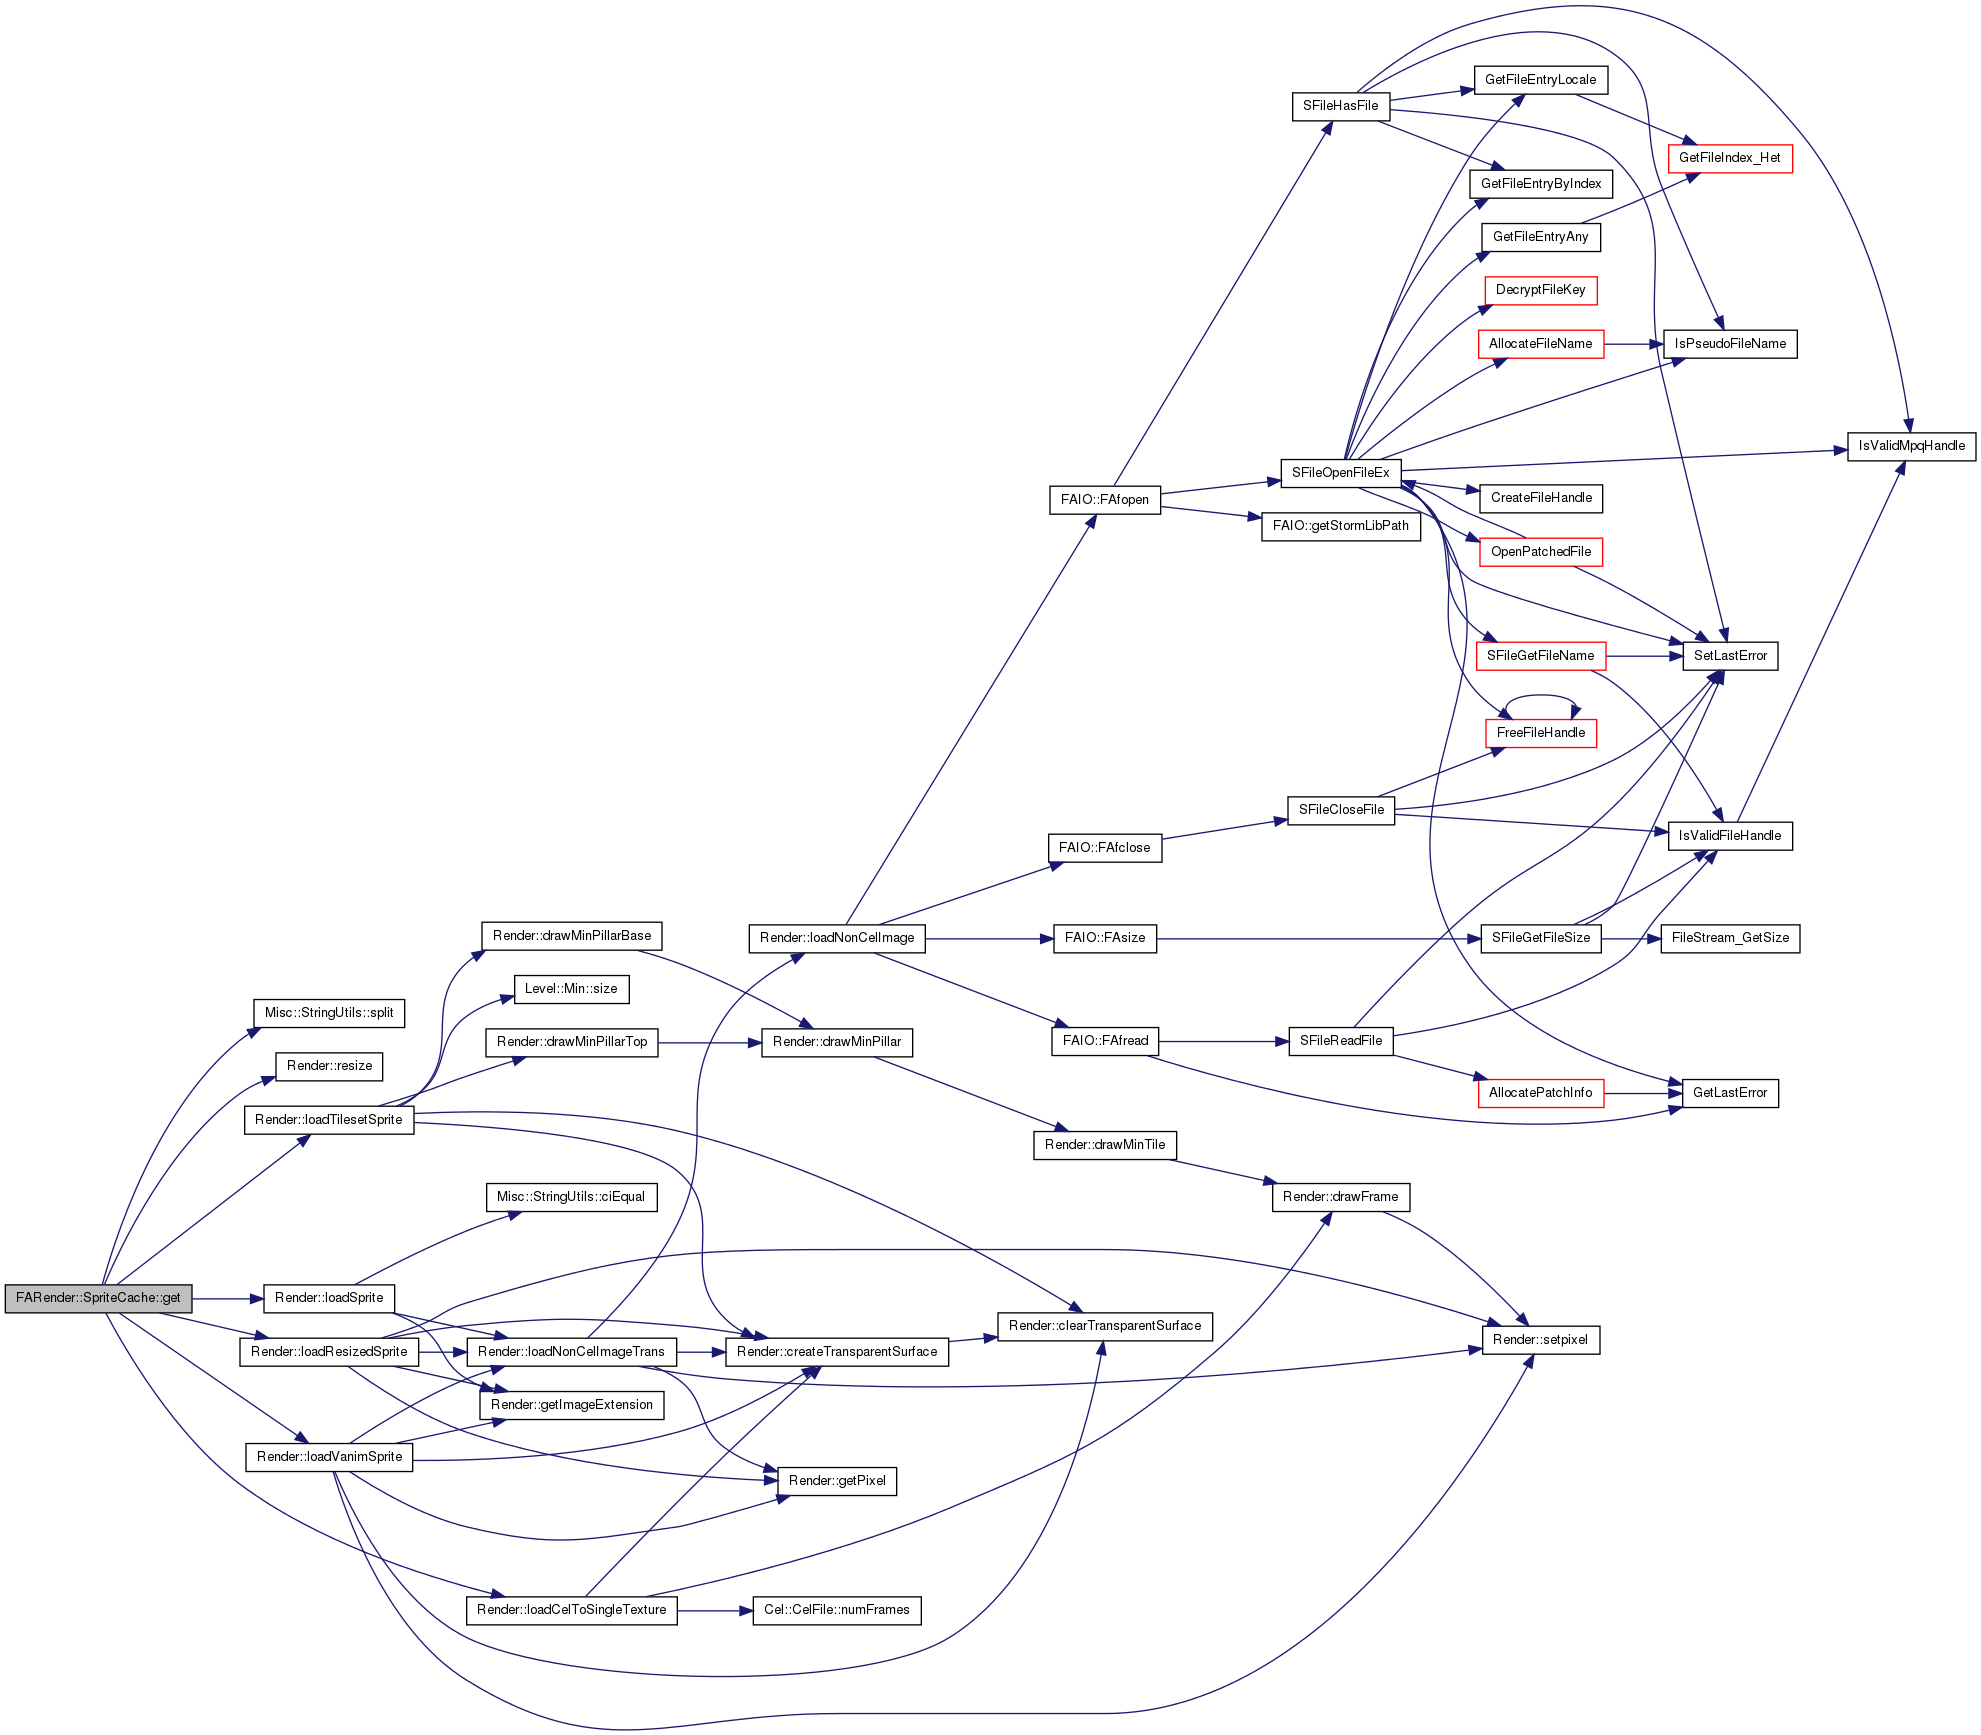 FARender::SpriteCache::get
Misc::StringUtils::split
Render::resize
Render::loadTilesetSprite
Render::loadSprite
Render::loadResizedSprite
Render::loadVanimSprite
Render::drawMinPillarBase
Level::Min::size
Render::drawMinPillarTop
Misc::StringUtils::ciEqual
Render::loadNonCelImageTrans
Render::getImageExtension
Render::loadCelToSingleTexture
Render::loadNonCelImage
Render::drawMinPillar
Render::createTransparentSurface
Render::getPixel
Cel::CelFile::numFrames
FAIO::FAfopen
FAIO::FAfclose
FAIO::FAsize
FAIO::FAfread
Render::drawMinTile
Render::clearTransparentSurface
SFileHasFile
SFileOpenFileEx
FAIO::getStormLibPath
SFileCloseFile
SFileReadFile
Render::drawFrame
GetFileEntryLocale
GetFileEntryByIndex
GetFileEntryAny
DecryptFileKey
AllocateFileName
CreateFileHandle
OpenPatchedFile
SFileGetFileName
FreeFileHandle
SFileGetFileSize
AllocatePatchInfo
Render::setpixel
GetFileIndex_Het
IsPseudoFileName
SetLastError
IsValidFileHandle
FileStream_GetSize
GetLastError
IsValidMpqHandle